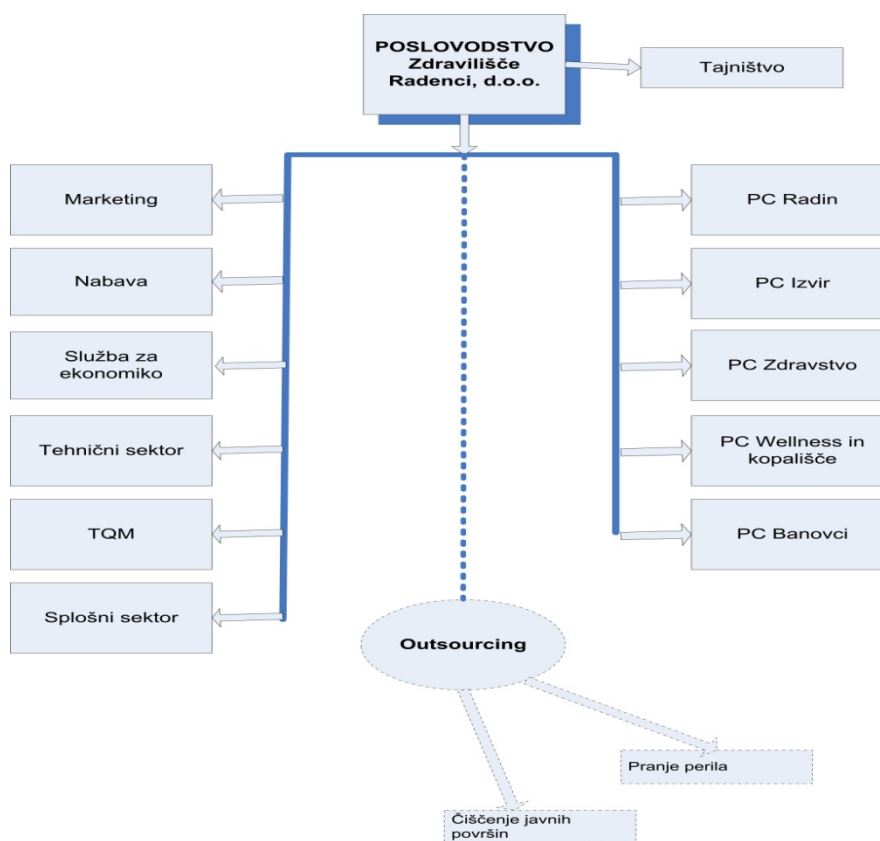 POSLOVODSTVO
Zdravilišče
Radenci, d.o.o.
Tajništvo
Marketing
Nabava
Služba za
ekonomiko
Tehnični sektor
TQM
Splošni sektor
PC Radin
PC Izvir
PC Zdravstvo
PC Wellness in
kopališče
PC Banovci
Outsourcing
Pranje perila
Čiščenje javnih
površin